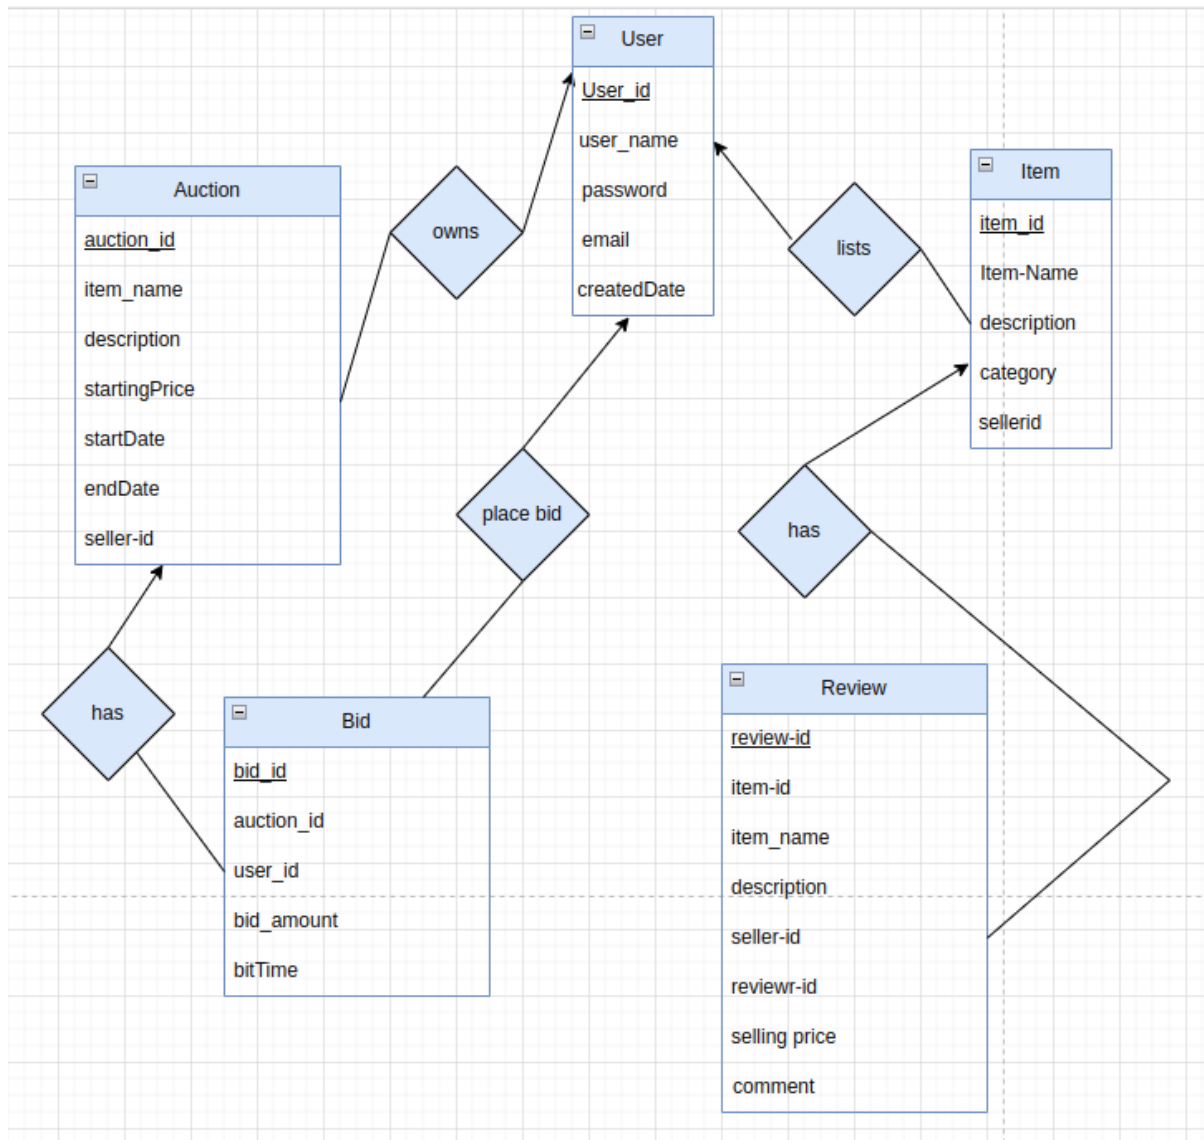 User
User_id
user_name
password
email
createdDate
Auction
auction_id
item_name
description
startingPrice
startDate
endDate
seller-id
owns
lists
Item
item_id
Item-Name
description
category
sellerid
place bid
has
has
Bid
bid_id
auction_id
user_id
bid_amount
bitTime
Review
review-id
item-id
item_name
description
seller-id
reviewr-id
selling price
comment